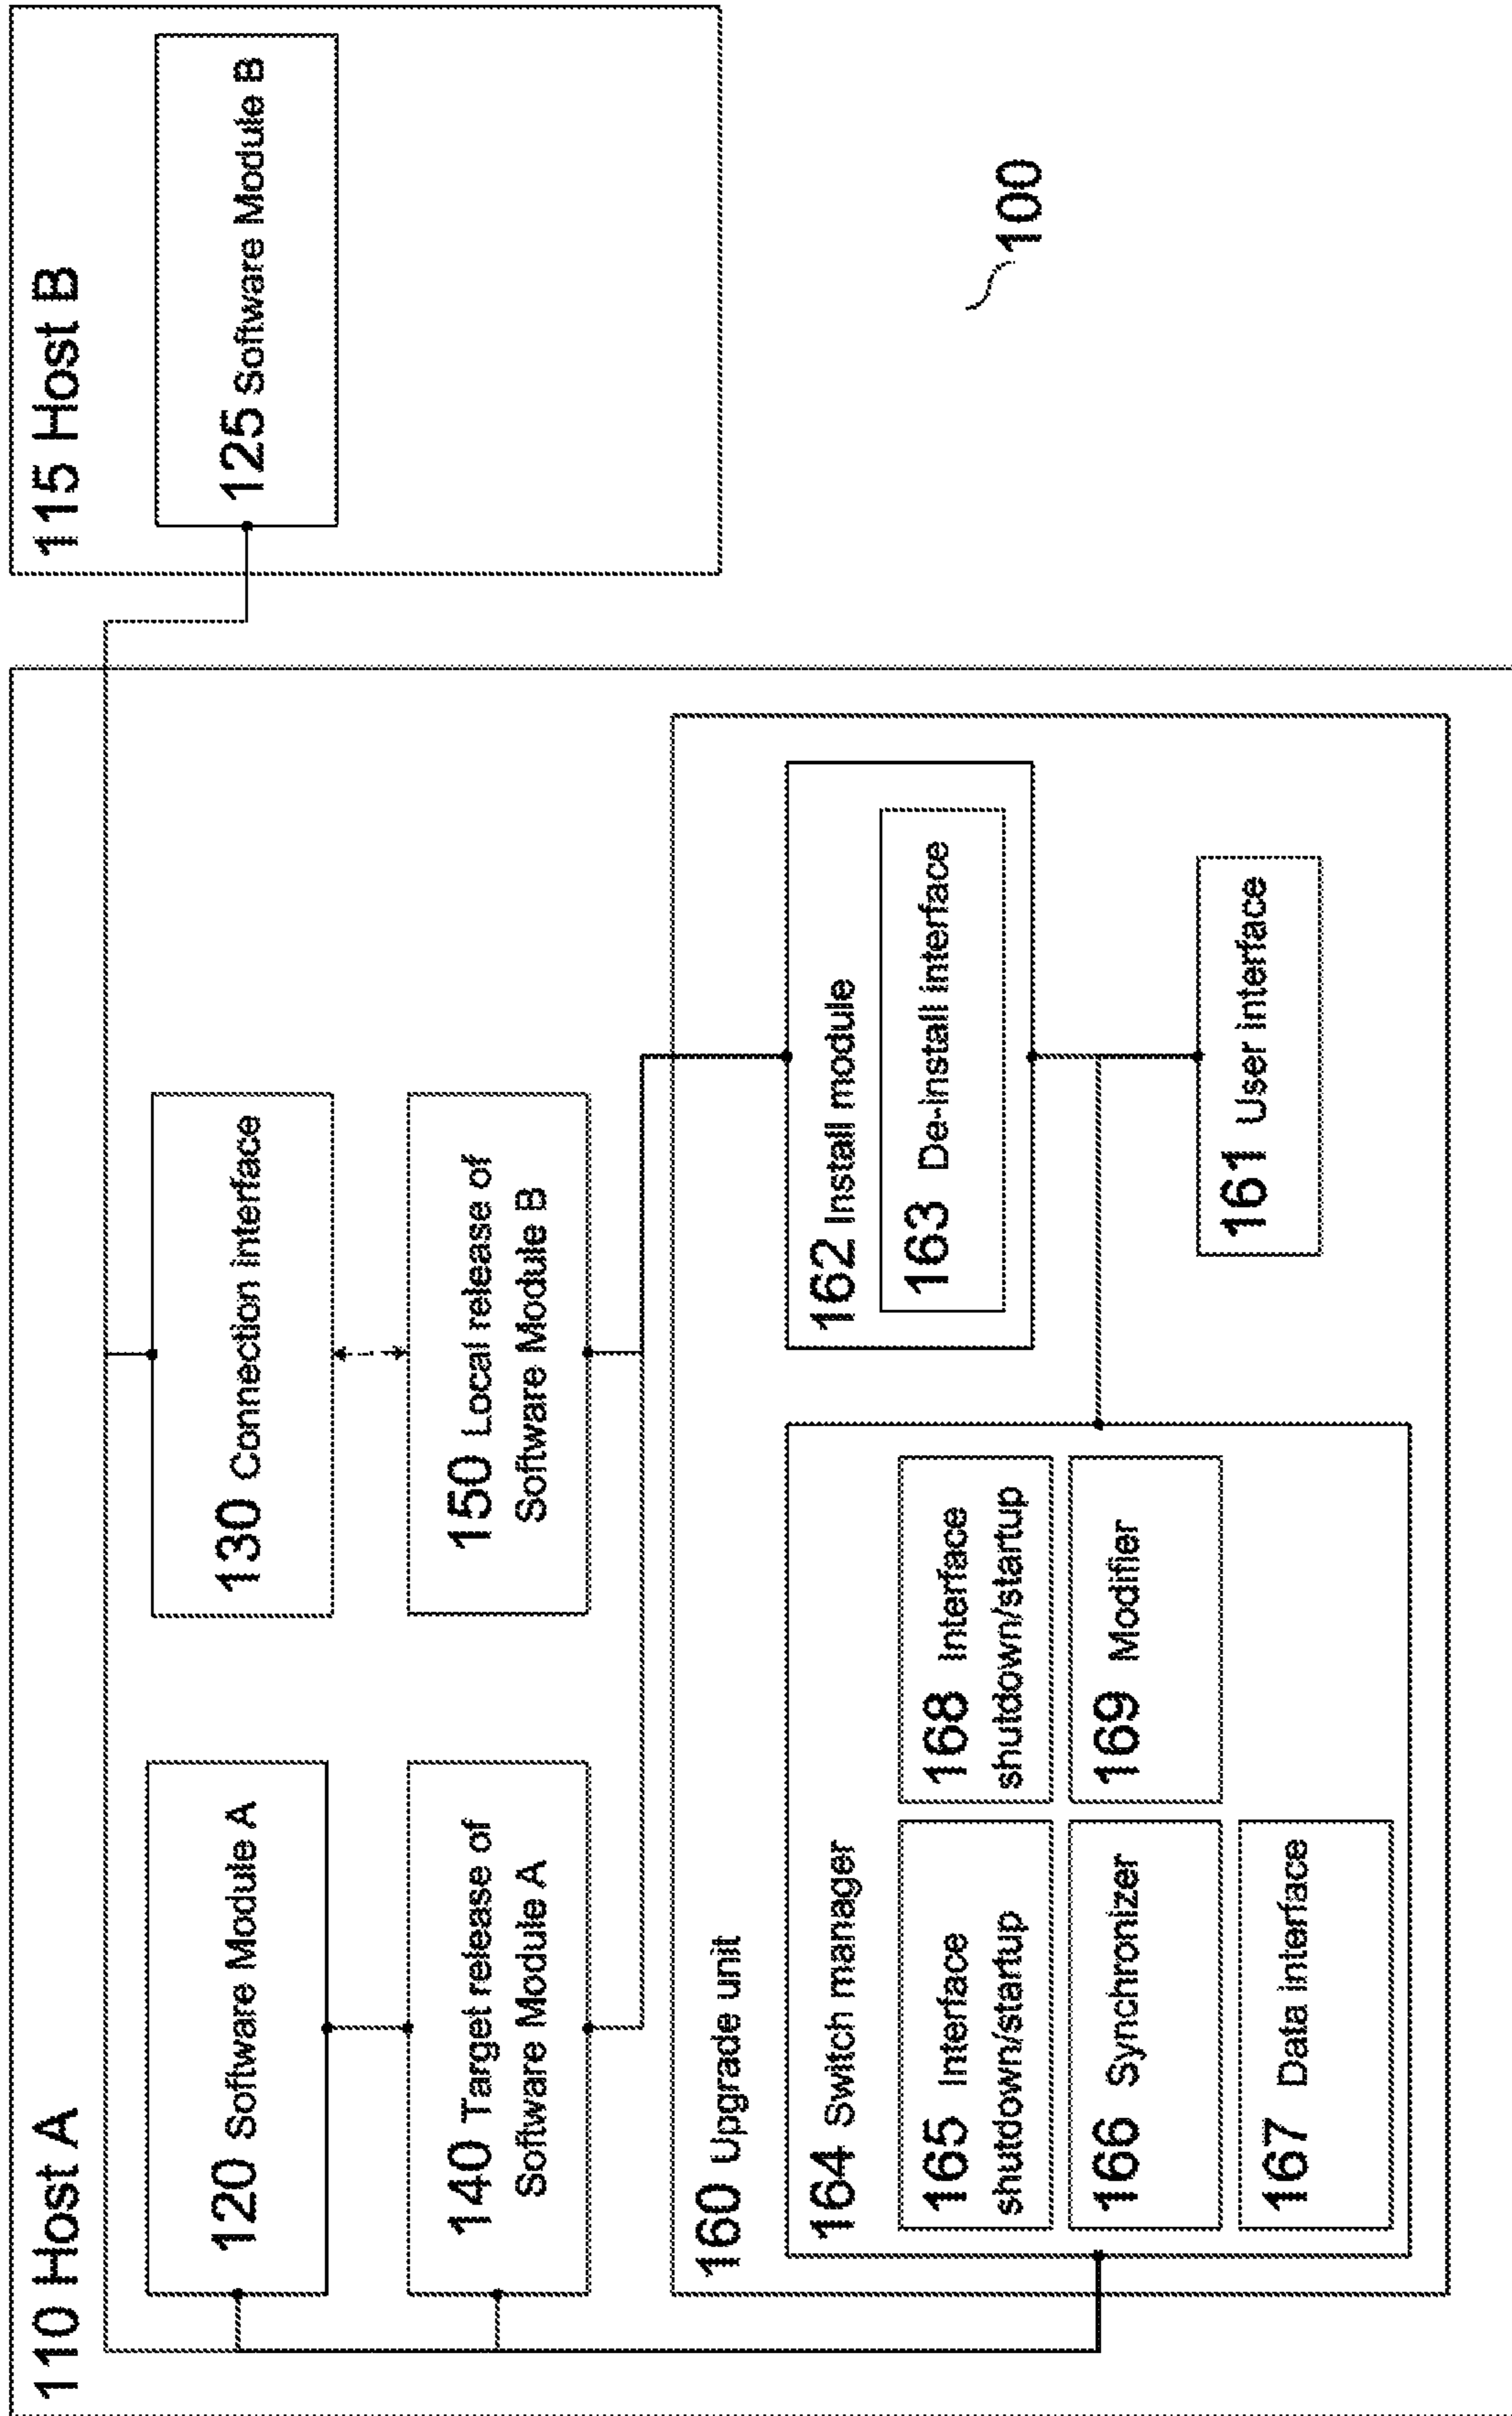 110 Host A
120 Software Module A
130 Connection interface
140 Target release of
Software Module A
150 Local release of
Software Module B
160 Upgrade unit
164 Switch manager
165 Interface
shutdown/startup
168 Interface
shutdown/startup
166 Synchronizer
169 Modifier
167 Data interface
162 Install module
163 De-install interface
161 User interface
115 Host B
125 Software Module B
100